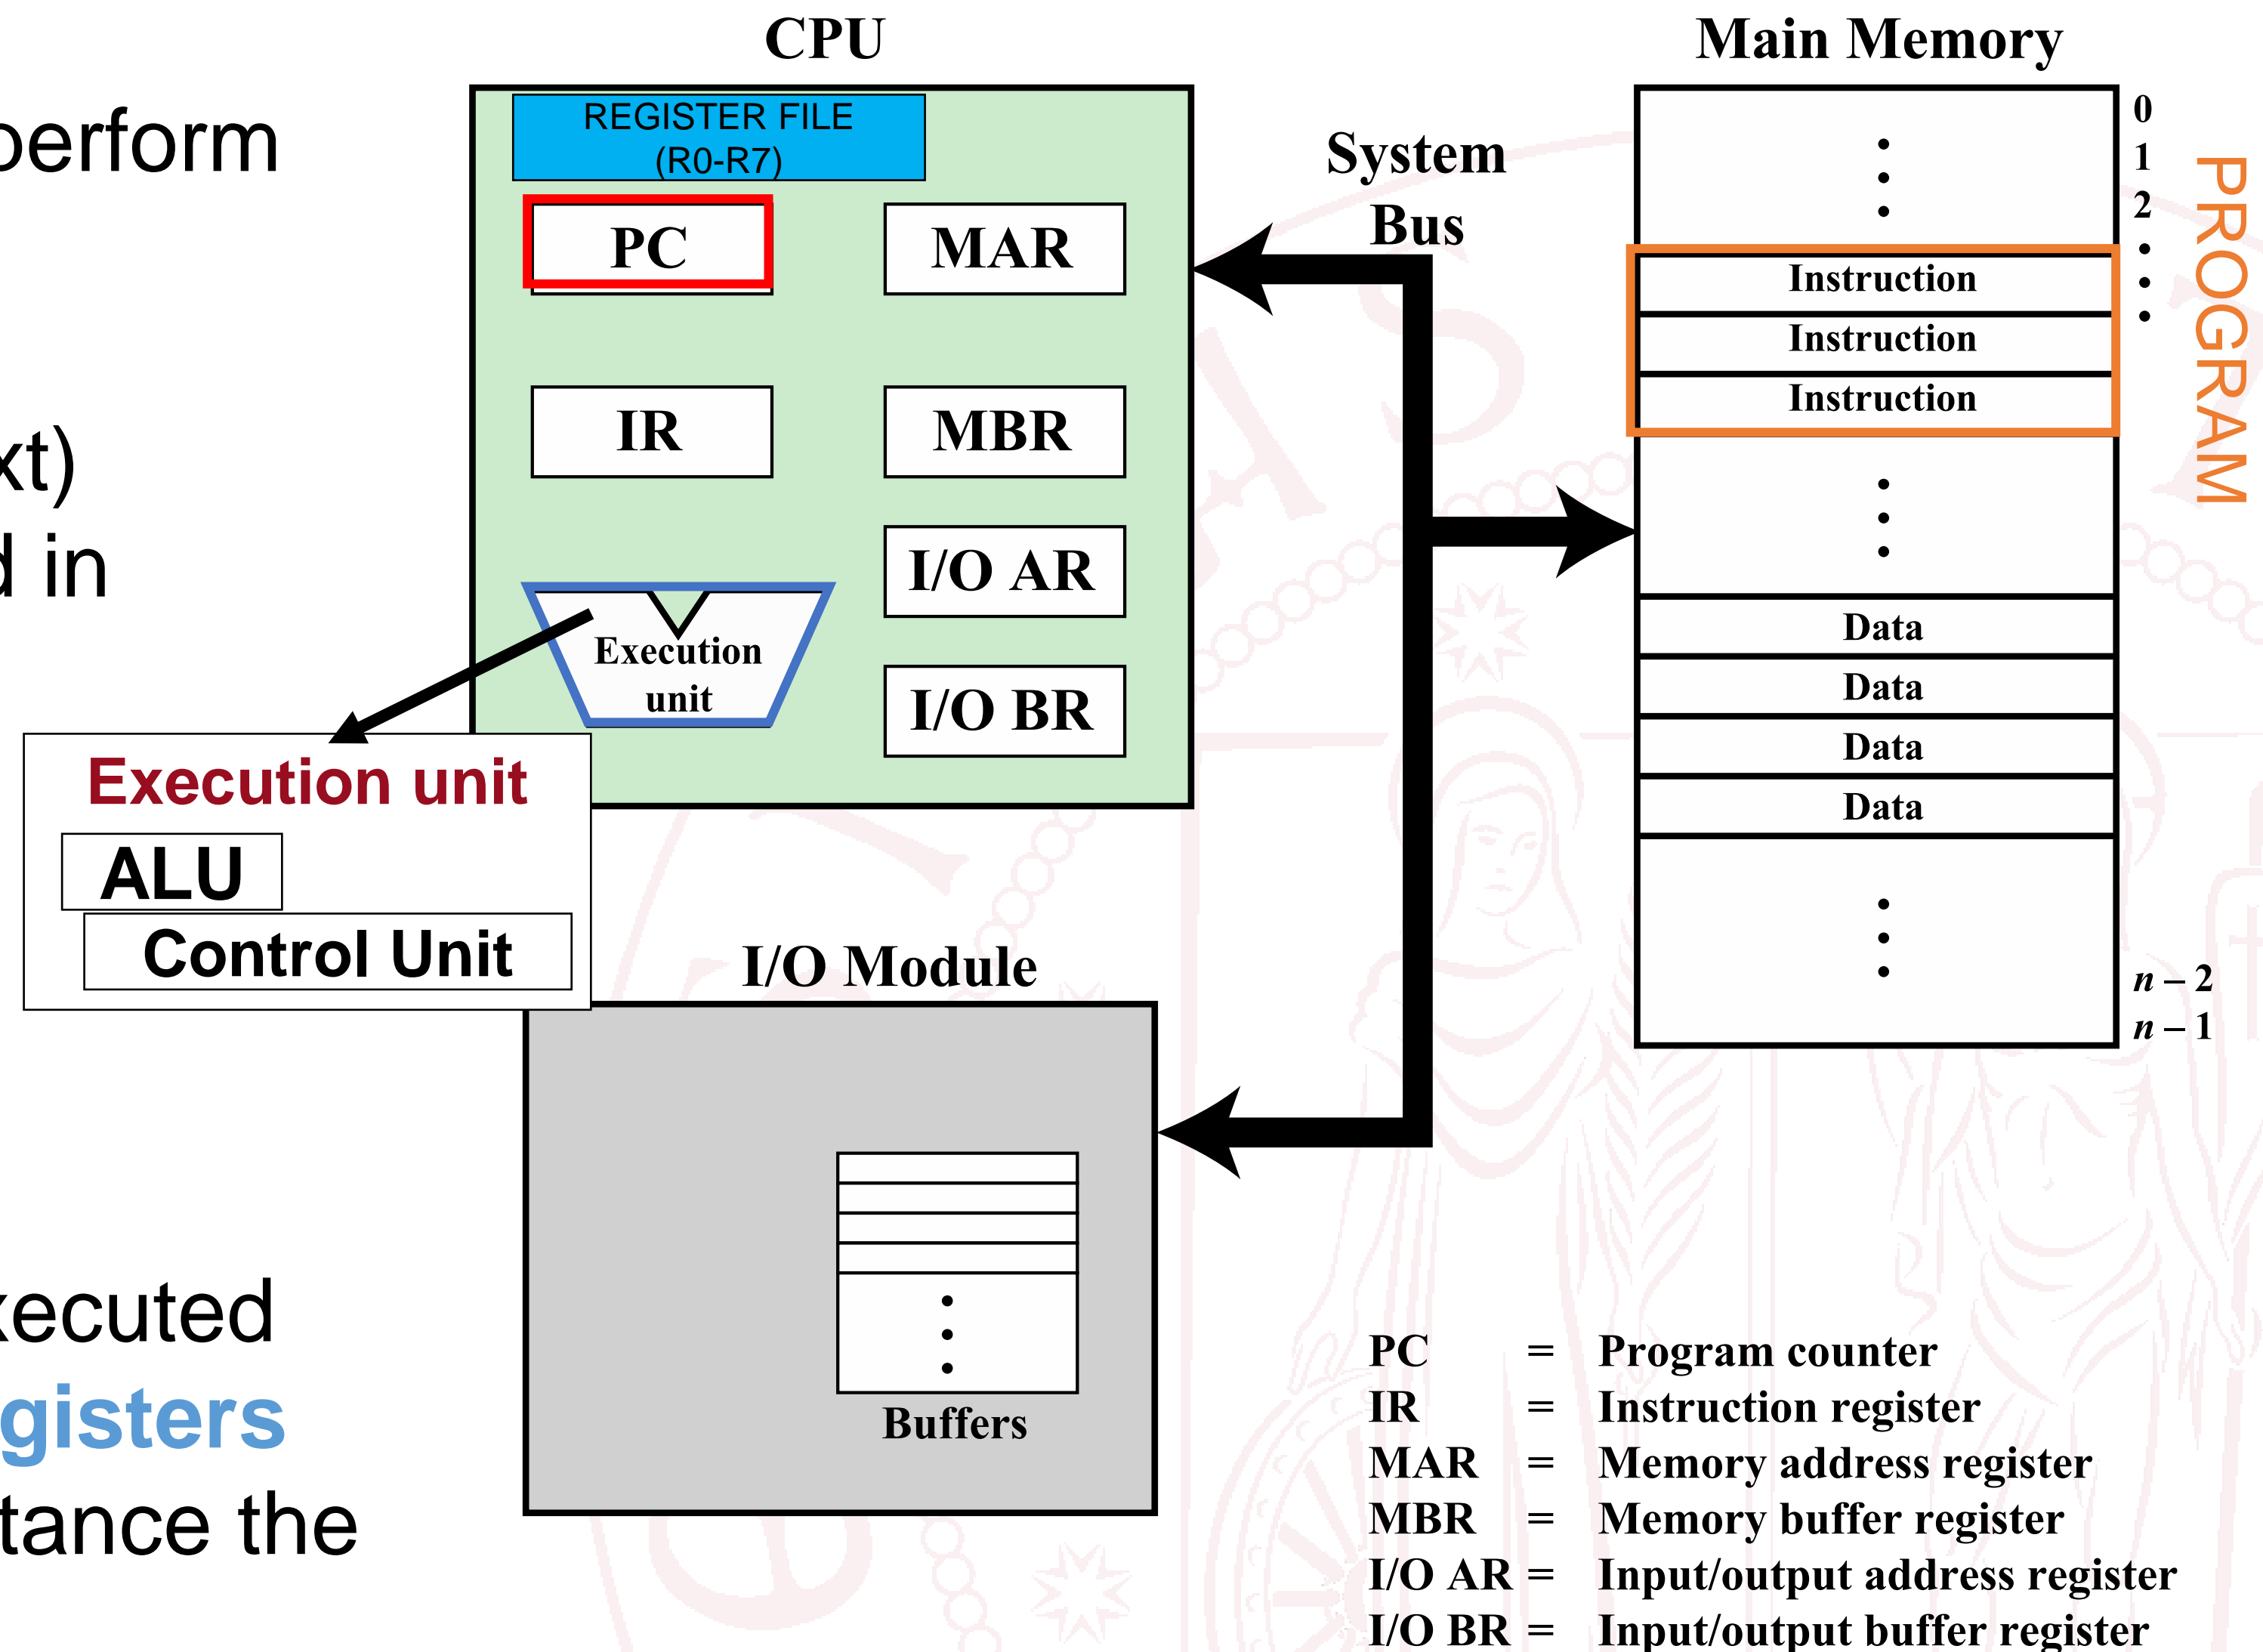 perform
xt)
d in
xecuted
gisters
tance the
CPU
REGISTER FILE
(R0-R7)
PC
MAR
IR
MBR
I/O AR
Execution
unit
I/O BR
Execution unit
ALU
Control Unit
System
Bus
Main Memory
0
1
2
Instruction
Instruction
Instruction
Data
Data
Data
Data
n – 2
n – 1
PROGRAM
I/O Module
Buffers
PC = Program counter
IR = Instruction register
MAR = Memory address register
MBR = Memory buffer register
I/O AR = Input/output address register
I/O BR = Input/output buffer register